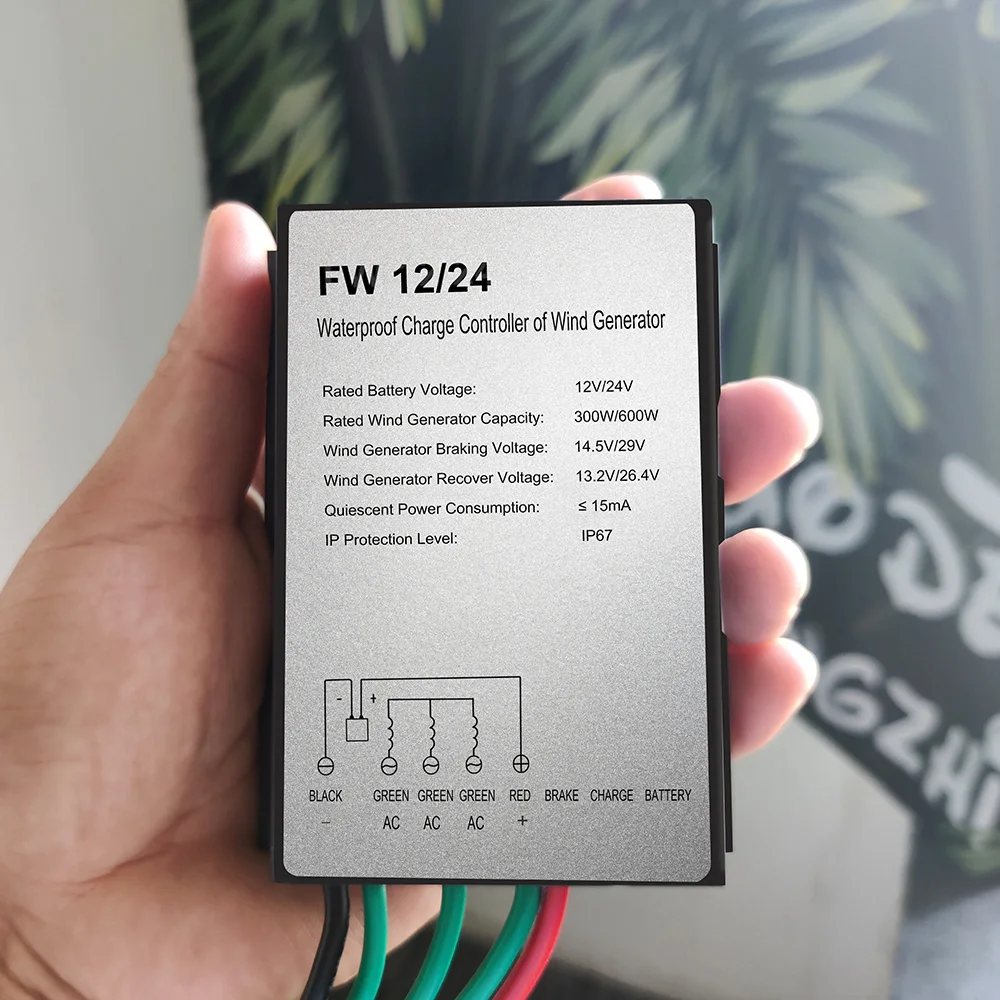 FW 12/24
Waterproof Charge Controller of Wind Generator
Rated Battery Voltage: 12V/24V
Rated Wind Generator Capacity: 300W/600W
Wind Generator Braking Voltage: 14.5V/29V
Wind Generator Recover Voltage: 13.2V/26.4V
Quiescent Power Consumption: ≤ 15mA
IP Protection Level: IP67
- +
BLACK GREEN GREEN GREEN RED BRAKE CHARGE BATTERY
− AC AC AC +